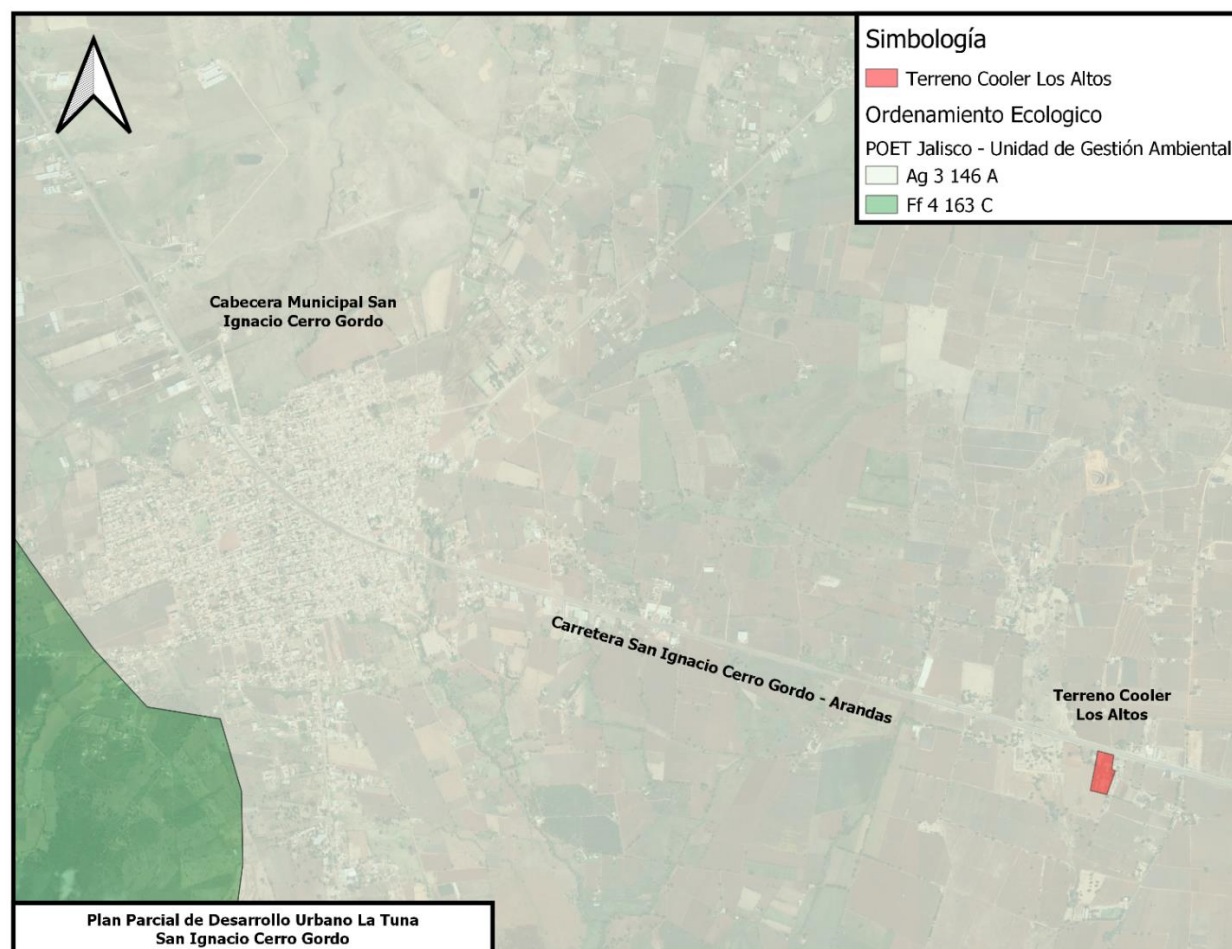 Simbología
Terreno Cooler Los Altos
Ordenamiento Ecologico
POET Jalisco - Unidad de Gestión Ambiental
Ag 3 146 A
Ff 4 163 C
Cabecera Municipal San
Ignacio Cerro Gordo
Carretera San Ignacio Cerro Gordo - Arandas
Terreno Cooler
Los Altos
Plan Parcial de Desarrollo Urbano La Tuna
San Ignacio Cerro Gordo